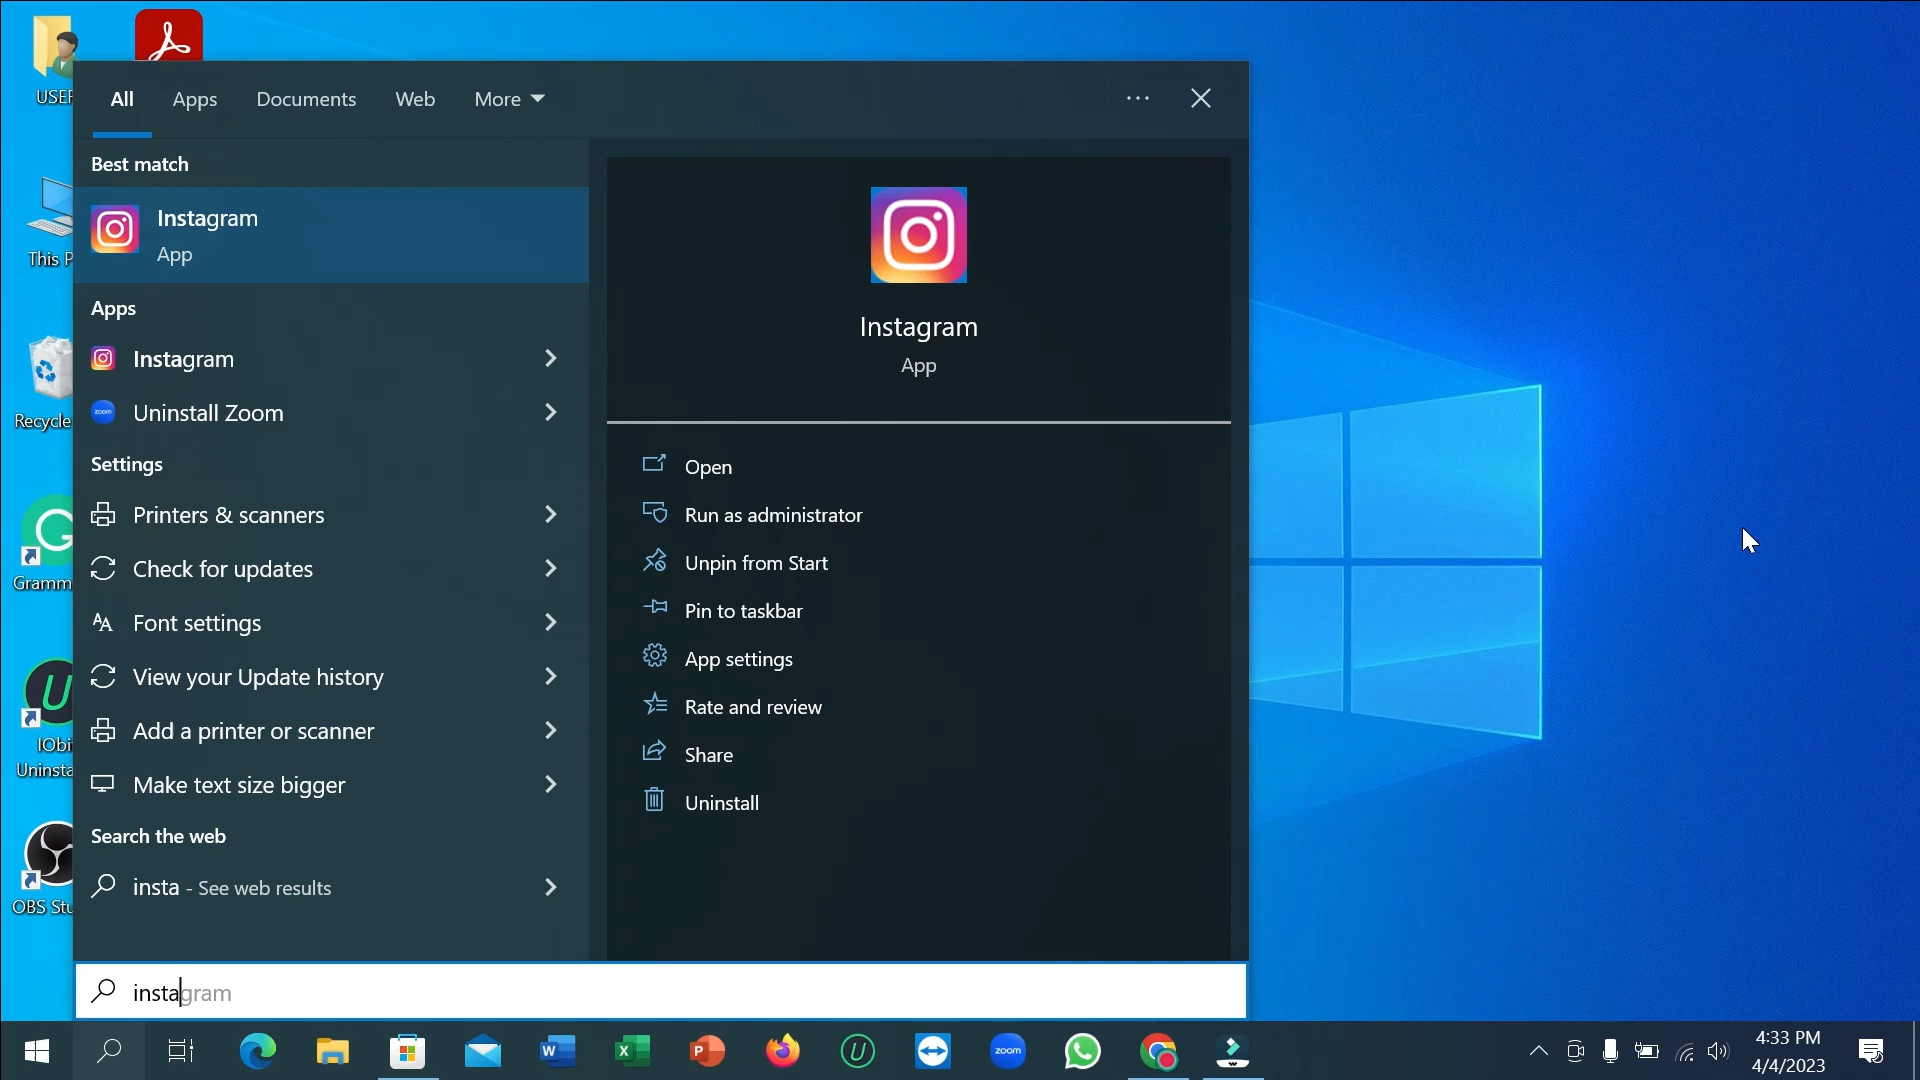 USER
This P
Recycle
Gramm
IObi
Uninsta
OBS Stu
All
Apps
Documents
Web
More
Best match
Instagram
App
Apps
Instagram
zoom
Uninstall Zoom
Settings
Printers & scanners
Check for updates
Font settings
View your Update history
Add a printer or scanner
Make text size bigger
Search the web
insta - See web results
Instagram
App
Open
Run as administrator
Unpin from Start
Pin to taskbar
App settings
Rate and review
Share
Uninstall
instagram
zoom
4:33 PM
4/4/2023